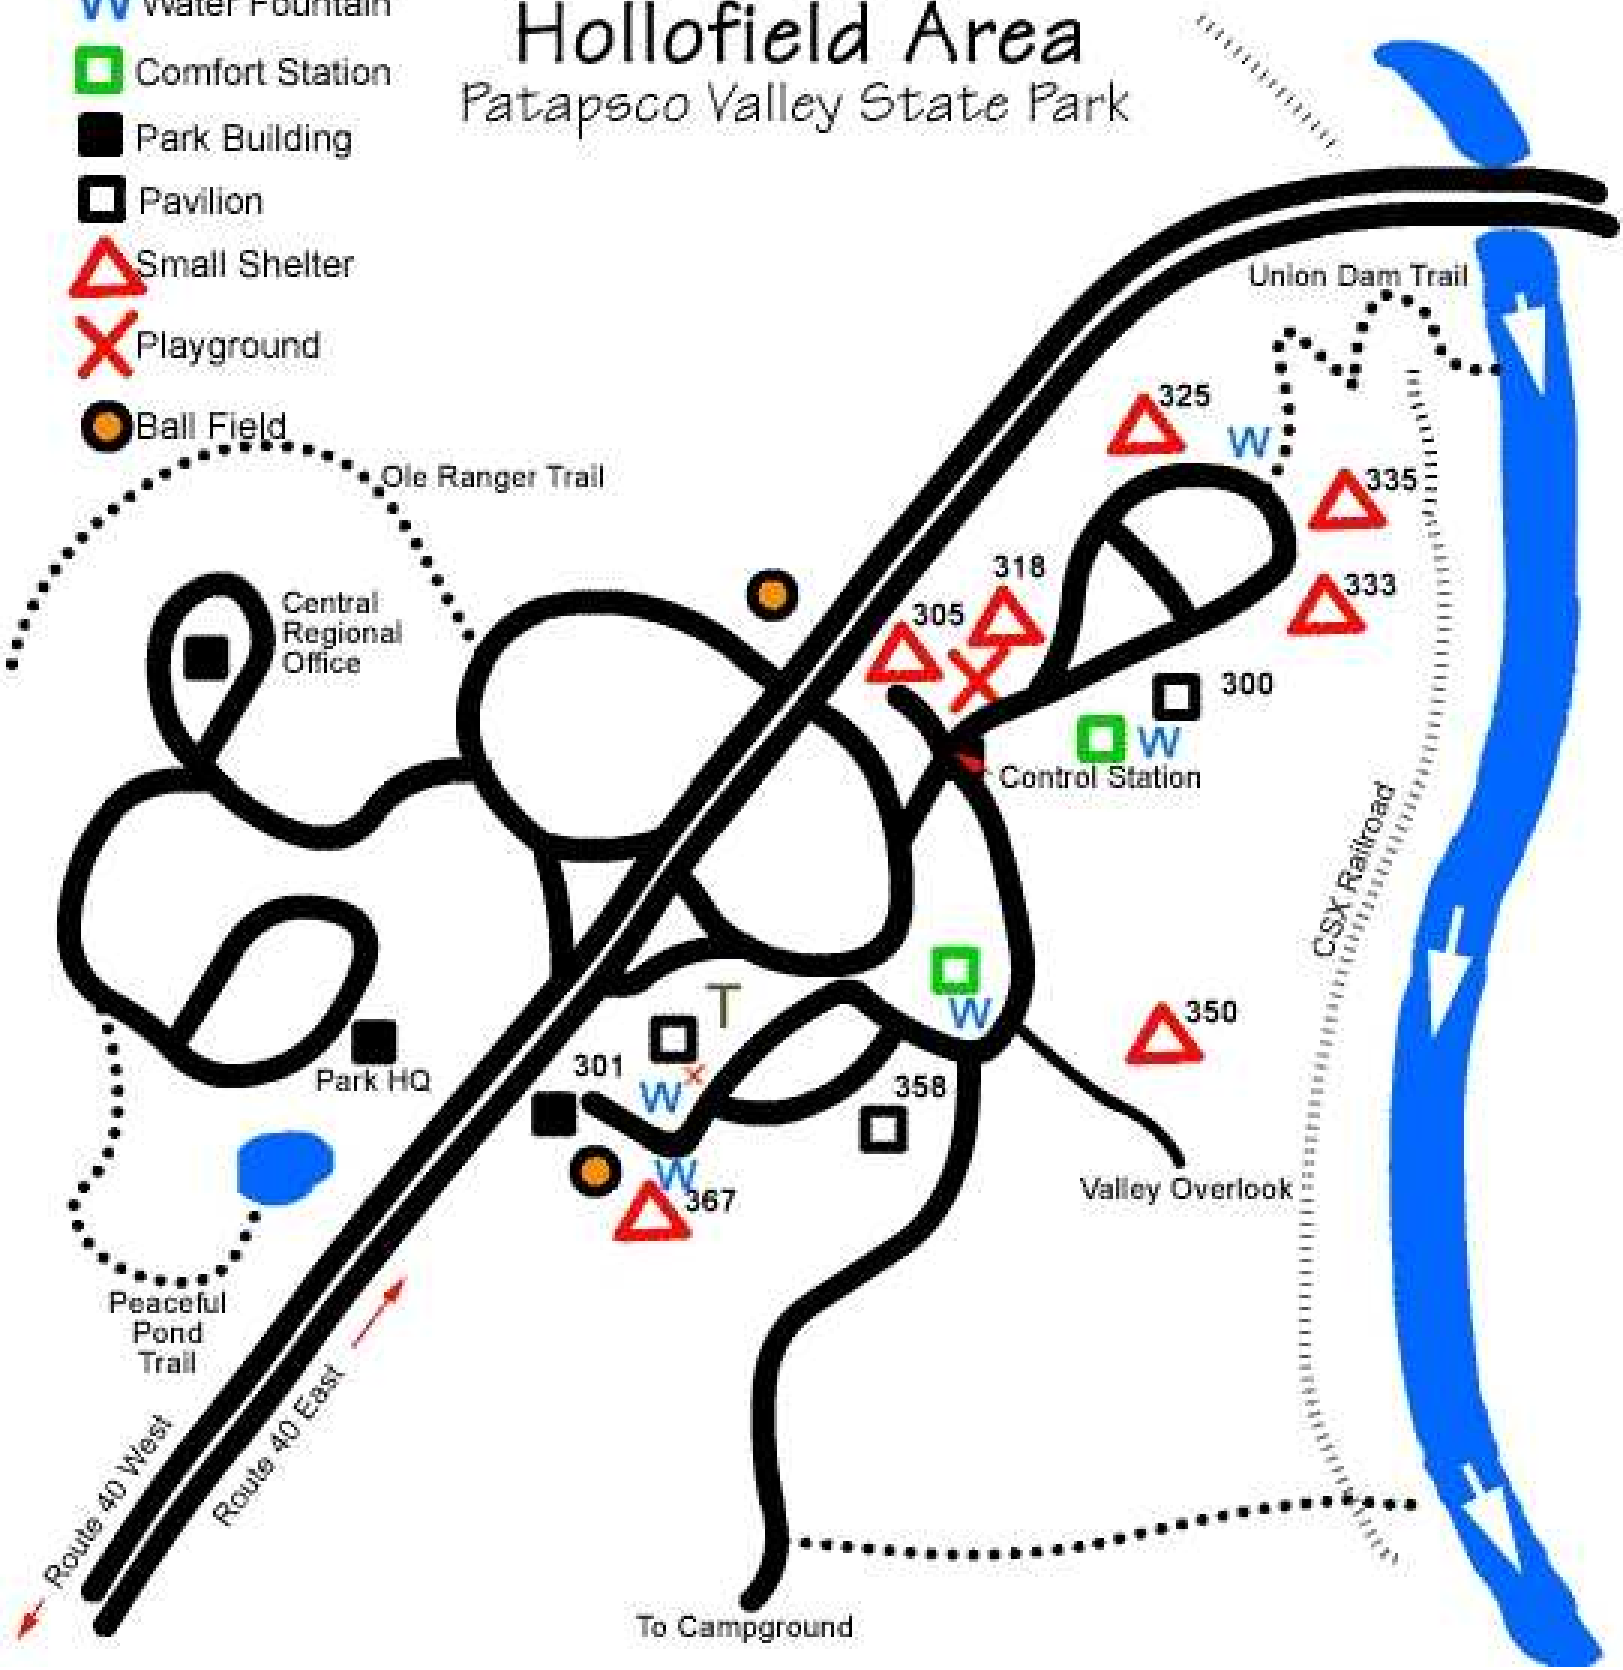 W Water Fountain
Comfort Station
Park Building
Pavilion
Small Shelter
Playground
Ball Field
Hollofield Area
Patapsco Valley State Park
Union Dam Trail
325
W
335
Ole Ranger Trail
318
333
305
Central
Regional
Office
300
W
Control Station
CSX Railroad
T
W
350
301
Park HQ
W
358
W
367
Valley Overlook
Peaceful
Pond
Trail
Route 40 East
Route 40 West
To Campground